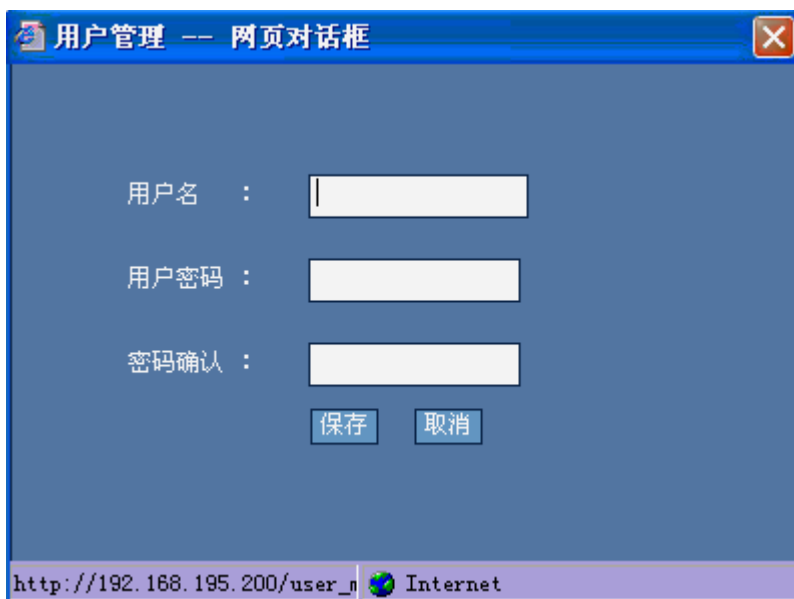 用户管理 -- 网页对话框
用户名 :
用户密码 :
密码确认 :
保存 取消
http://192.168.195.200/user_ Internet